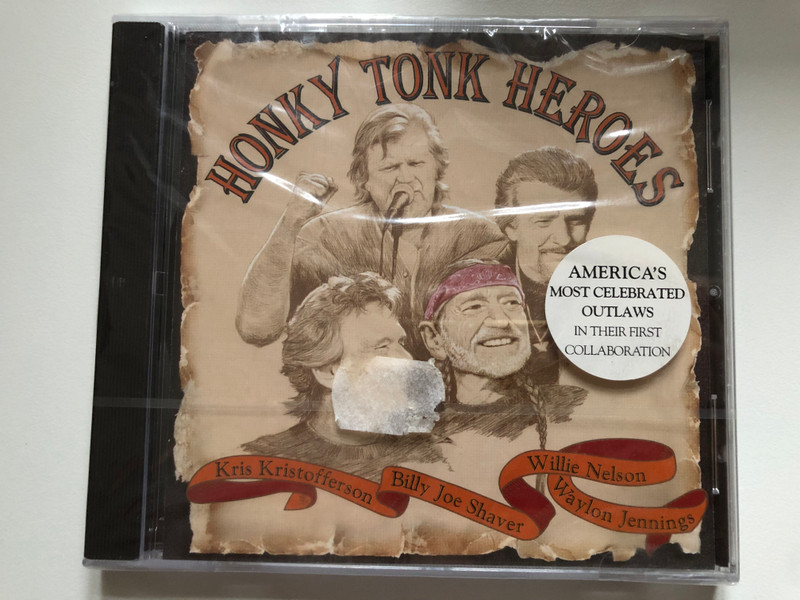 HONKY TONK HEROES
AMERICA'S
MOST CELEBRATED
OUTLAWS
IN THEIR FIRST
COLLABORATION
Kris Kristofferson
Billy Joe Shaver
Willie Nelson
Waylon Jennings